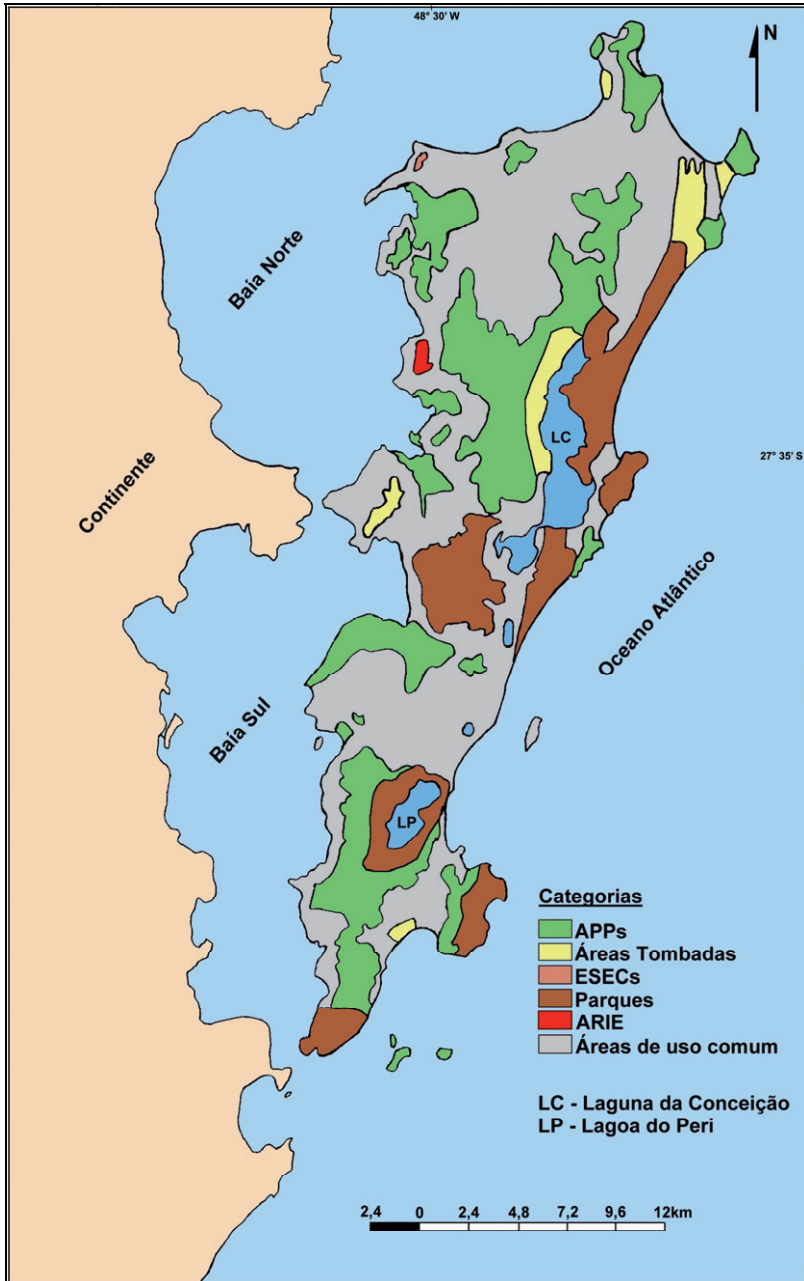 48° 30' W
N
Baía Norte
LC
27° 35' S
Continente
Oceano Atlântico
Baía Sul
LP
Categorias
APPs
Áreas Tombadas
ESECs
Parques
ARIE
Áreas de uso comum
LC - Laguna da Conceição
LP - Lagoa do Peri
2,4 0 2,4 4,8 7,2 9,6 12km